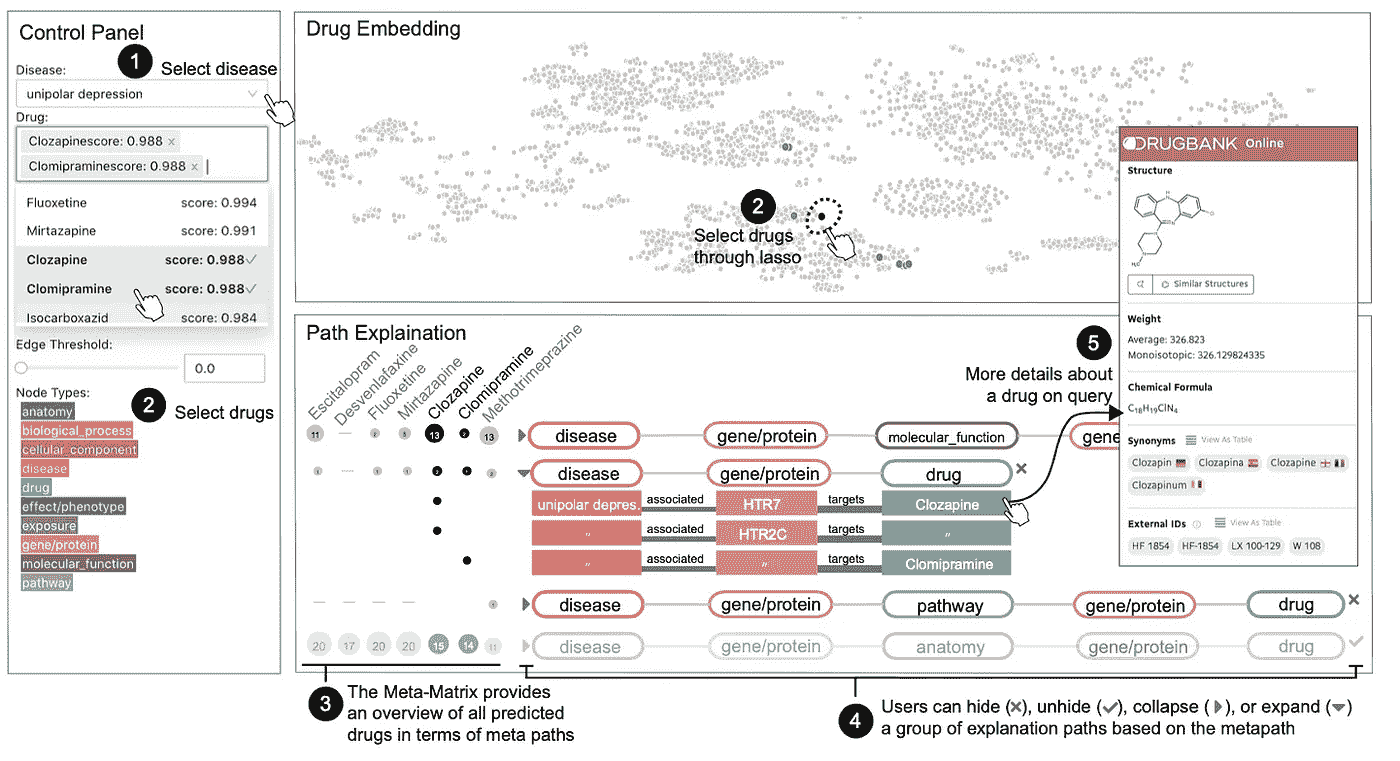 Control Panel
1 Select disease
Disease:
unipolar depression
Drug:
Clozapinescore: 0.988 x
Clomipraminescore: 0.988 x
Fluoxetine score: 0.994
Mirtazapine score: 0.991
Clozapine score: 0.988✓
Clomipramine score: 0.988✓
Isocarboxazid score: 0.984
Edge Threshold:
0.0
Node Types:
2 Select drugs
anatomy
biological_process
cellular_component
disease
drug
effect/phenotype
exposure
gene/protein
molecular_function
pathway
Drug Embedding
2
Select drugs
through lasso
Path Explaination
Escitalopram
Desvenlafaxine
Fluoxetine
Mirtazapine
Clozapine
Clomipramine
Methotrimeprazine
11 — 2 5 13 2 13
disease gene/protein molecular_function gene
1 — 1 1 2 1 2
disease gene/protein drug ×
unipolar depres. associated HTR7 targets Clozapine
〃 associated HTR2C targets 〃
〃 associated 〃 targets Clomipramine
— — — — 1
disease gene/protein pathway gene/protein drug ×
20 17 20 20 15 14 11
disease gene/protein anatomy gene/protein drug ✓
5
More details about
a drug on query
DRUGBANK Online
Structure
Similar Structures
Weight
Average: 326.823
Monoisotopic: 326.129824335
Chemical Formula
C₁₈H₁₉ClN₄
Synonyms View As Table
Clozapin Clozapina Clozapine
Clozapinum
External IDs View As Table
HF 1854 HF-1854 LX 100-129 W 108
3 The Meta-Matrix provides
an overview of all predicted
drugs in terms of meta paths
4 Users can hide (×), unhide (✓), collapse (▶), or expand (▼)
a group of explanation paths based on the metapath